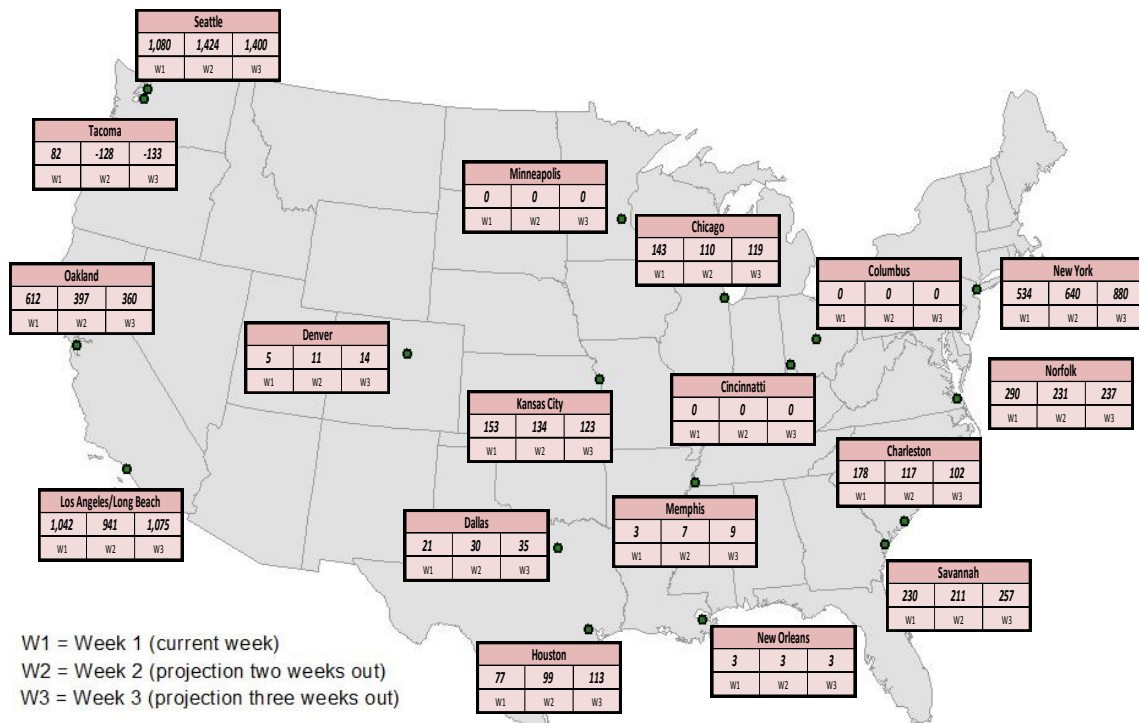 Seattle
1,080 1,424 1,400
W1 W2 W3
Tacoma
82 -128 -133
W1 W2 W3
Minneapolis
0 0 0
W1 W2 W3
Chicago
143 110 119
W1 W2 W3
Oakland
612 397 360
W1 W2 W3
Columbus
0 0 0
W1 W2 W3
New York
534 640 880
W1 W2 W3
Denver
5 11 14
W1 W2 W3
Norfolk
290 231 237
W1 W2 W3
Kansas City
153 134 123
W1 W2 W3
Cincinnatti
0 0 0
W1 W2 W3
Charleston
178 117 102
W1 W2 W3
Los Angeles/Long Beach
1,042 941 1,075
W1 W2 W3
Dallas
21 30 35
W1 W2 W3
Memphis
3 7 9
W1 W2 W3
Savannah
230 211 257
W1 W2 W3
New Orleans
3 3 3
W1 W2 W3
Houston
77 99 113
W1 W2 W3
W1 = Week 1 (current week)
W2 = Week 2 (projection two weeks out)
W3 = Week 3 (projection three weeks out)